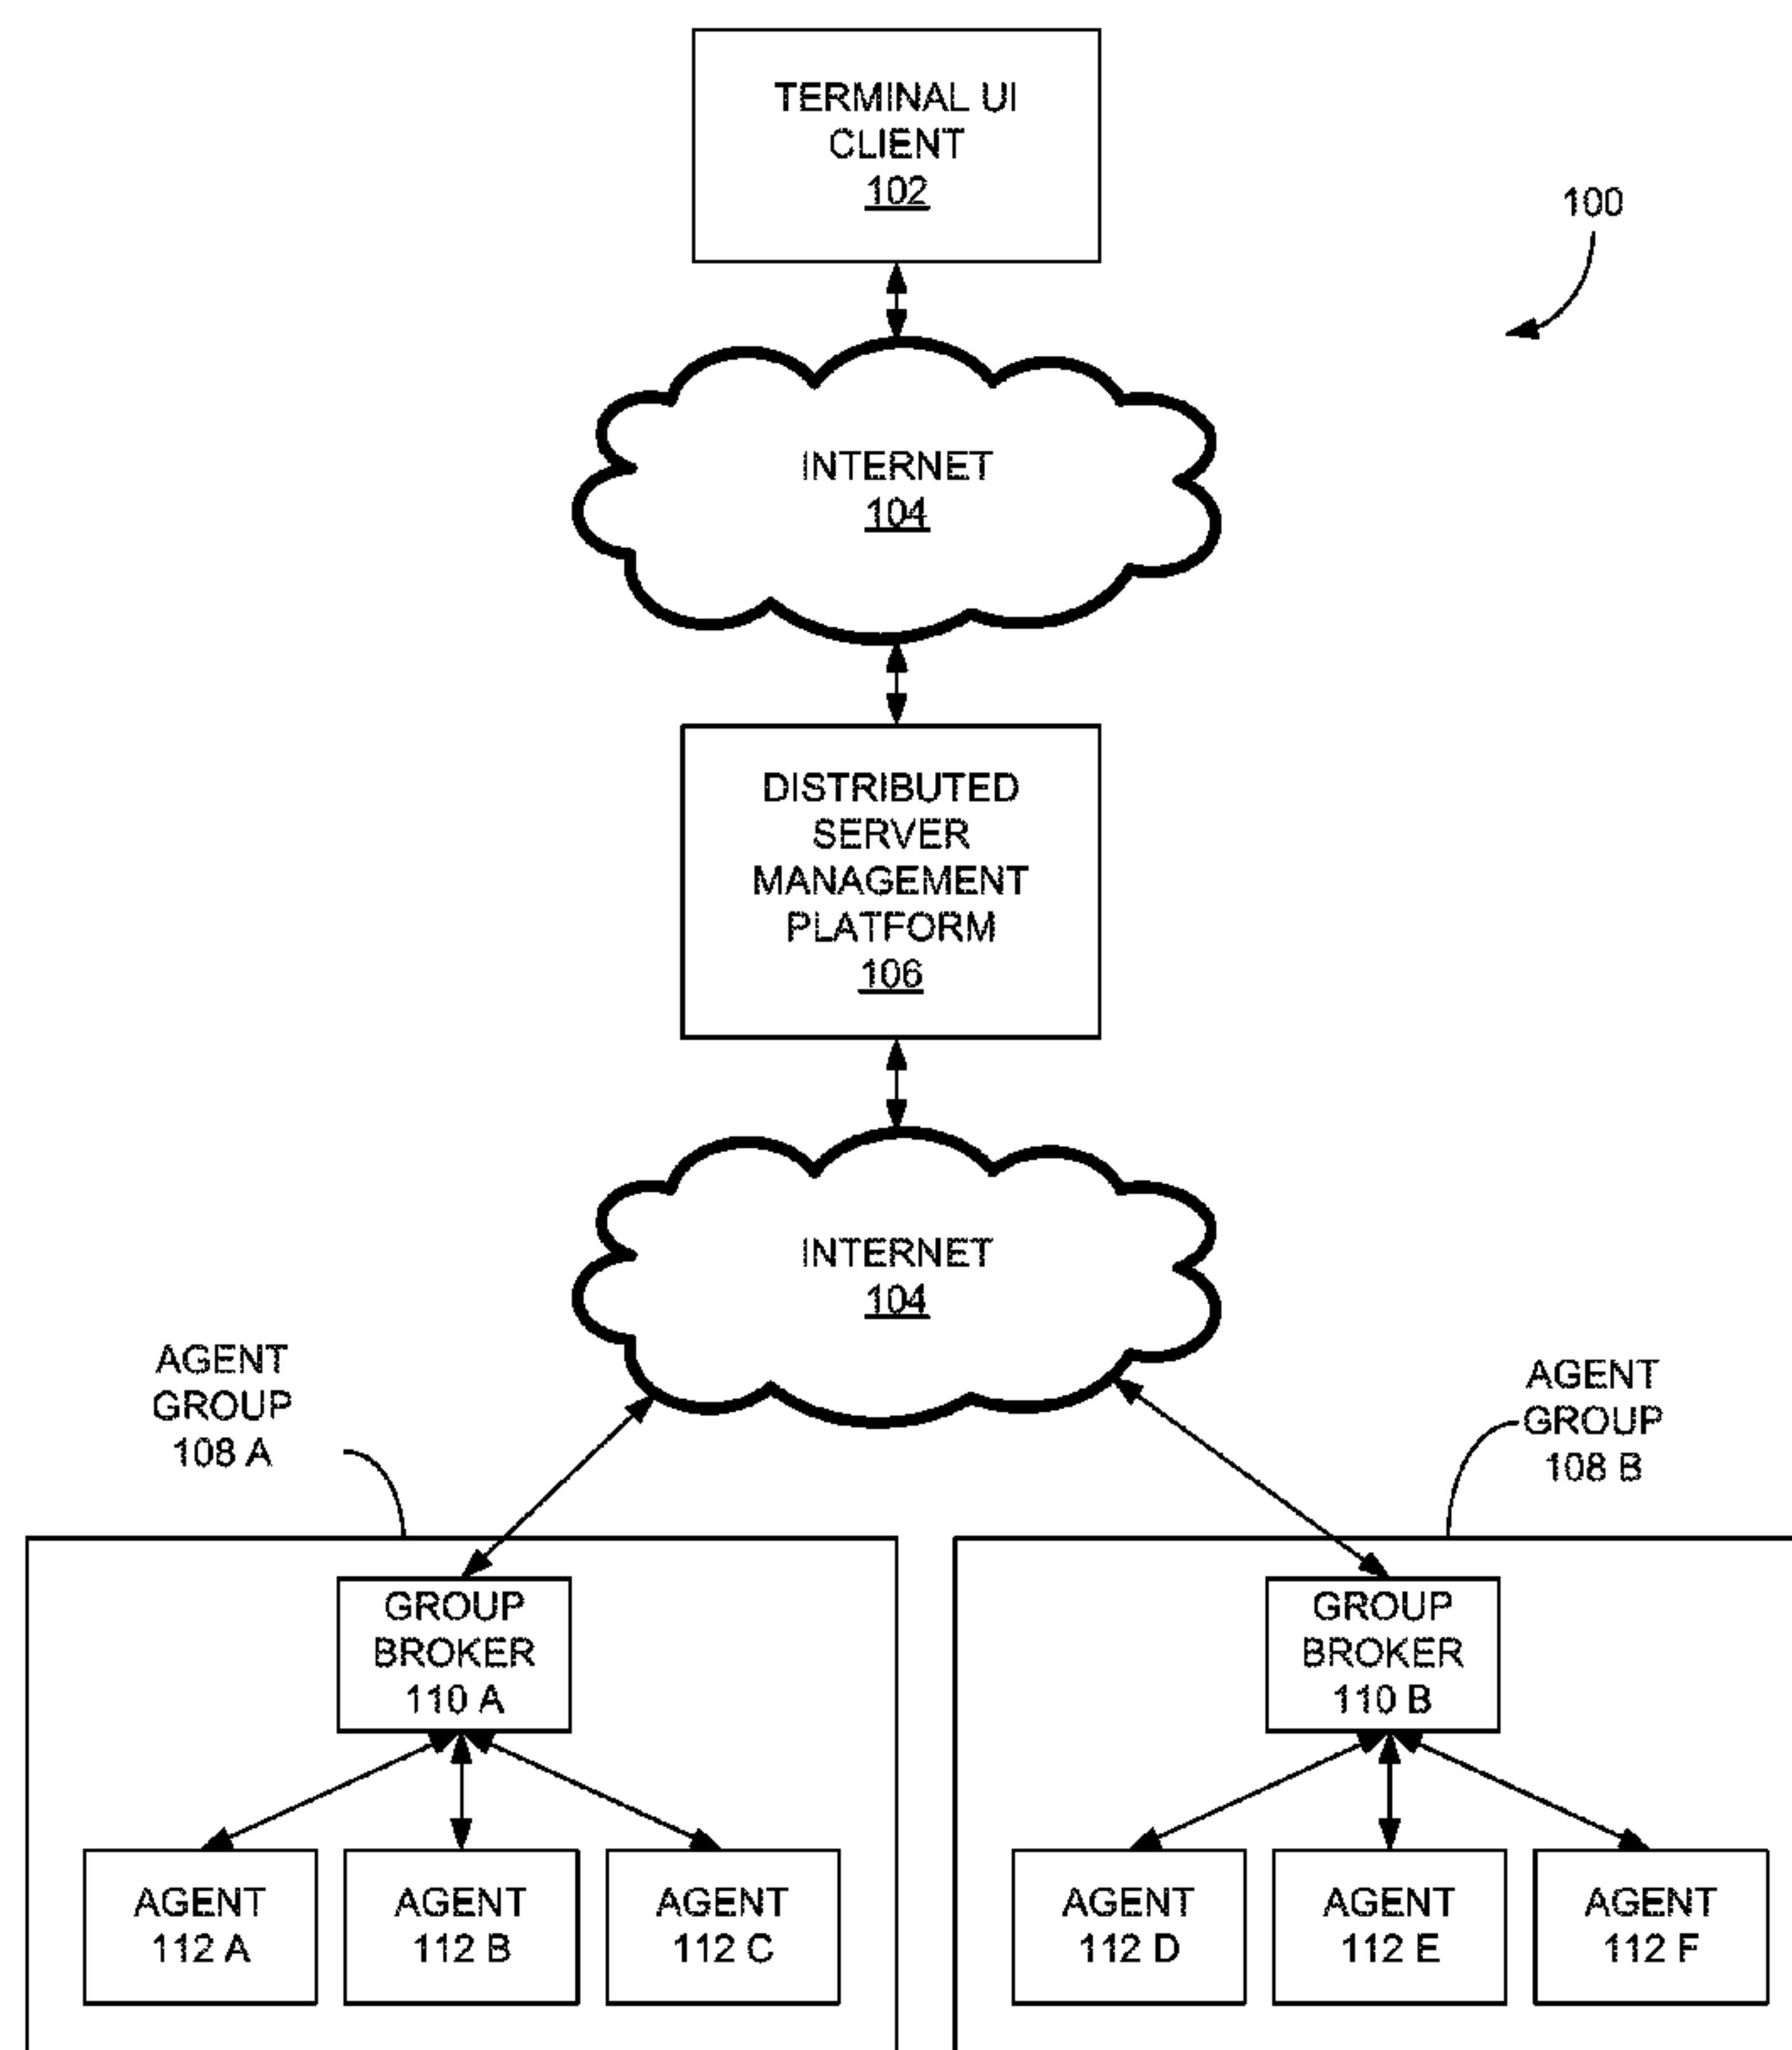 TERMINAL UI
CLIENT
102
100
INTERNET
104
DISTRIBUTED
SERVER
MANAGEMENT
PLATFORM
106
INTERNET
104
AGENT
GROUP
108 A
AGENT
GROUP
108 B
GROUP
BROKER
110 A
GROUP
BROKER
110 B
AGENT
112 A
AGENT
112 B
AGENT
112 C
AGENT
112 D
AGENT
112 E
AGENT
112 F